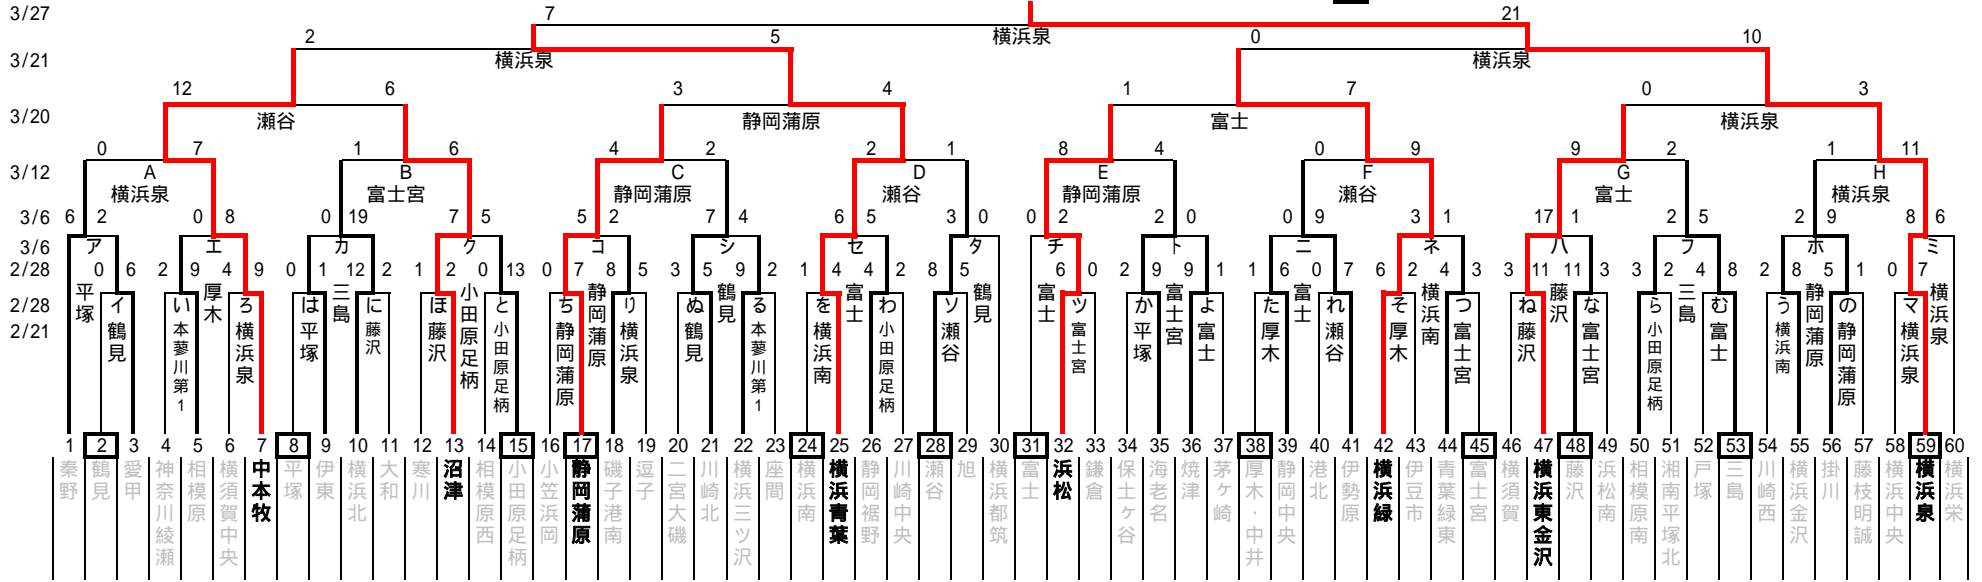 3/27
7
横浜泉
21
2
横浜泉
5
0
横浜泉
10
3/21
12
瀬谷
6
3
静岡蒲原
4
1
富士
7
0
横浜泉
3
3/20
0
7
1
6
4
2
2
1
8
4
0
9
9
2
1
11
3/12
A
B
C
D
E
F
G
H
横浜泉
富士宮
静岡蒲原
瀬谷
静岡蒲原
瀬谷
富士
横浜泉
3/6
6 2 0 8 0 19 7 5 5 2 7 4 6 5 3 0 0 2 2 0 0 9 3 1 17 1 2 5 2 9 8 6
3/6
ア エ カ ク コ シ セ タ チ ト ニ ネ ハ フ ホ ミ
2/28
0 6 2 9 4 9 0 1 12 2 1 2 0 13 0 7 8 5 3 5 9 2 1 4 4 2 8 5 6 0 2 9 9 1 1 6 0 7 6 2 4 3 3 11 11 3 3 2 4 8 2 8 5 1 0 7
平塚 厚木 三島 小田原足柄 静岡蒲原 鶴見 富士 鶴見 富士 富士宮 富士 横浜南 藤沢 三島 静岡蒲原 横浜泉
2/28
イ い ろ は に ほ と ち り ぬ る を わ ソ ツ か よ た れ そ つ ね な ら む う の マ
2/21
鶴見 本蓼川第1 横浜泉 平塚 藤沢 藤沢 小田原足柄 静岡蒲原 横浜泉 鶴見 本蓼川第1 横浜南 小田原足柄 瀬谷 富士宮 平塚 富士 厚木 瀬谷 厚木 富士宮 藤沢 富士宮 小田原足柄 富士 横浜南 静岡蒲原 横浜泉
1 2 3 4 5 6 7 8 9 10 11 12 13 14 15 16 17 18 19 20 21 22 23 24 25 26 27 28 29 30 31 32 33 34 35 36 37 38 39 40 41 42 43 44 45 46 47 48 49 50 51 52 53 54 55 56 57 58 59 60
秦野
鶴見
愛甲
神奈川綾瀬
相模原
横須賀中央
中本牧
平塚
伊東
横浜北
大和
寒川
沼津
相模原西
小田原足柄
小笠浜岡
静岡蒲原
磯子港南
逗子
二宮大磯
川崎北
横浜三ツ沢
座間
横浜南
横浜青葉
静岡裾野
川崎中央
瀬谷
旭
横浜都筑
富士
浜松
鎌倉
保土ヶ谷
海老名
焼津
茅ヶ崎
厚木・中井
静岡中央
港北
伊勢原
横浜緑
伊豆市
青葉緑東
富士宮
横須賀
横浜東金沢
藤沢
浜松南
相模原南
湘南平塚北
戸塚
三島
川崎西
横浜金沢
掛川
藤枝明誠
横浜中央
横浜泉
横浜栄